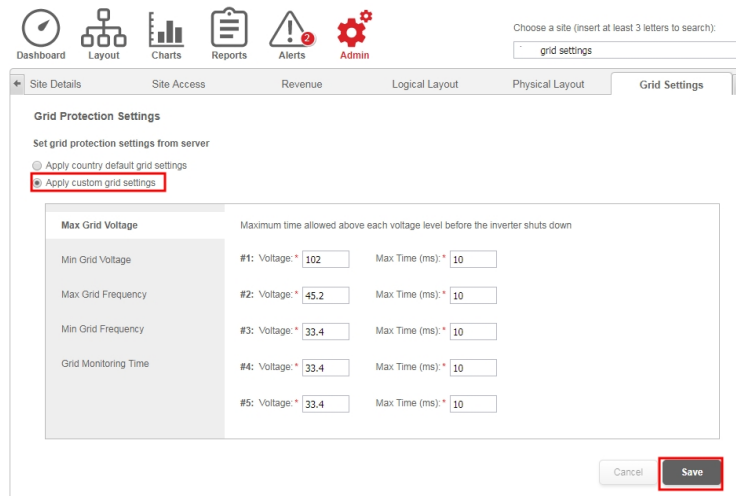 Choose a site (insert at least 3 letters to search):
grid settings
Dashboard Layout Charts Reports 2 Alerts Admin
Site Details Site Access Revenue Logical Layout Physical Layout Grid Settings
Grid Protection Settings
Set grid protection settings from server
Apply country default grid settings
Apply custom grid settings
Max Grid Voltage
Min Grid Voltage
Max Grid Frequency
Min Grid Frequency
Grid Monitoring Time
Maximum time allowed above each voltage level before the inverter shuts down
#1: Voltage:* 102 Max Time (ms):* 10
#2: Voltage:* 45.2 Max Time (ms):* 10
#3: Voltage:* 33.4 Max Time (ms):* 10
#4: Voltage:* 33.4 Max Time (ms):* 10
#5: Voltage:* 33.4 Max Time (ms):* 10
Cancel Save